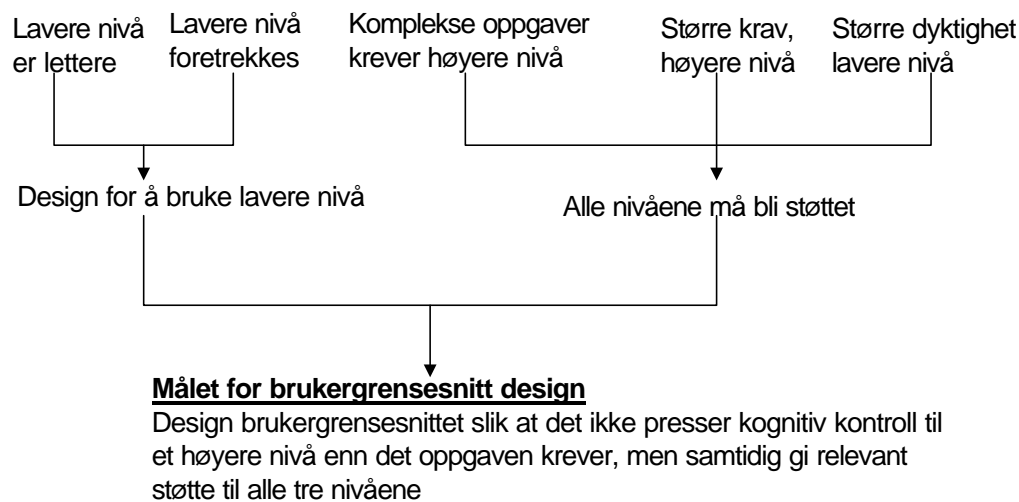 Lavere nivå
er lettere
Lavere nivå
foretrekkes
Komplekse oppgaver
krever høyere nivå
Større krav,
høyere nivå
Større dyktighet
lavere nivå
Design for å bruke lavere nivå
Alle nivåene må bli støttet
Målet for brukergrensesnitt design
Design brukergrensesnittet slik at det ikke presser kognitiv kontroll til
et høyere nivå enn det oppgaven krever, men samtidig gi relevant
støtte til alle tre nivåene